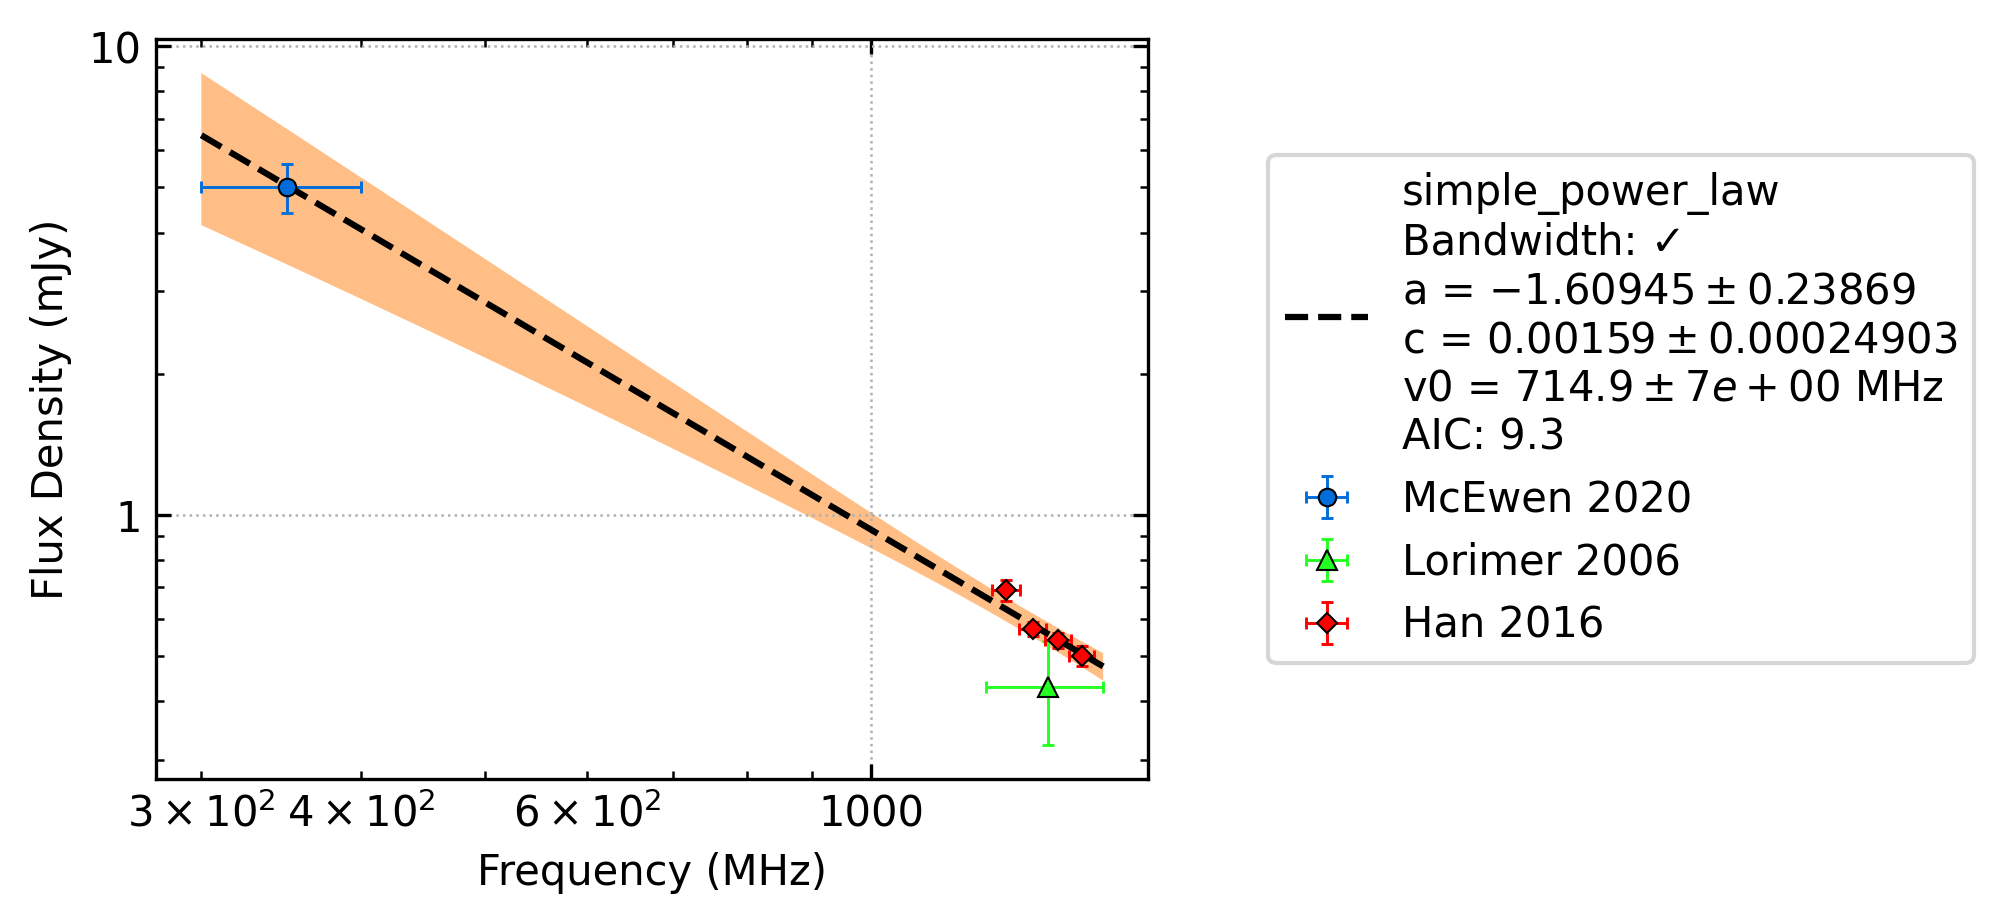 10
1
Flux Density (mJy)
3 × 10² 4 × 10² 6 × 10² 1000
Frequency (MHz)
simple_power_law
Bandwidth: ✓
a = −1.60945 ± 0.23869
c = 0.00159 ± 0.00024903
v0 = 714.9 ± 7e + 00 MHz
AIC: 9.3
McEwen 2020
Lorimer 2006
Han 2016